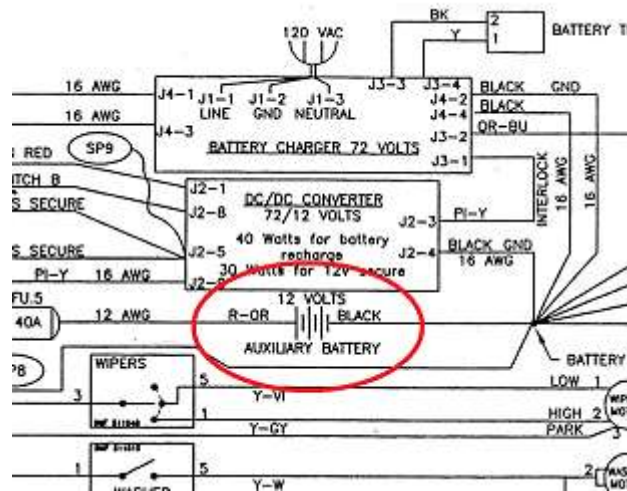 BK
2
120 VAC
Y
1
BATTERY
16 AWG
J4-1
J1-1
J1-2
J1-3
J3-3
J3-4
BLACK
GND
LINE
GND
NEUTRAL
J4-2
BLACK
16 AWG
J4-4
J4-3
J3-2
OR-BU
SP9
BATTERY CHARGER 72 VOLTS
J3-1
RED
J2-1
INTERLOCK
16 AWG
16 AWG
DC/DC CONVERTER
B
J2-8
72/12 VOLTS
J2-3
PI-Y
SECURE
40 Watts for battery
recharge
J2-4
BLACK GND
SECURE
J2-5
30 Watts for 12V secure
16 AWG
PI-Y
16 AWG
12 VOLTS
FU.5
40A
12 AWG
R-OR
BLACK
AUXILIARY BATTERY
BATTERY
P8
WIPERS
LOW
1
3
5
Y-VI
1
HIGH
2
Y-GY
PARK
3
1
5
Y-W
2